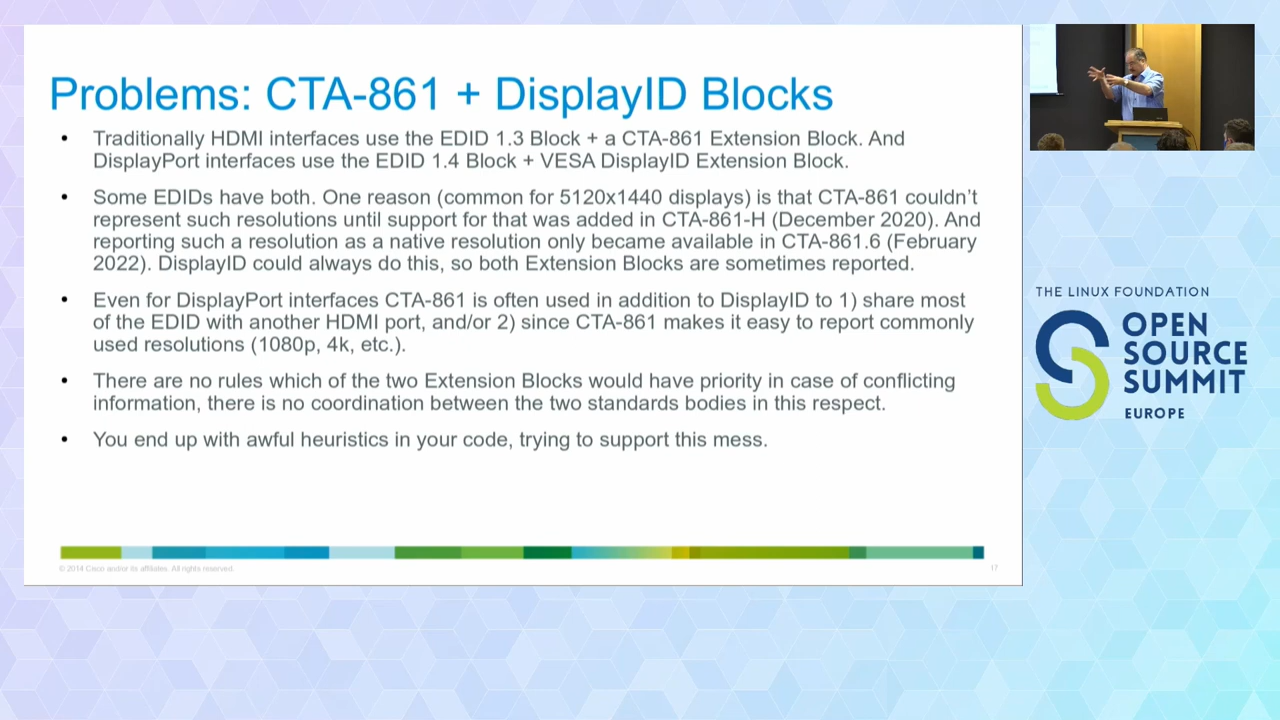 Problems: CTA-861 + DisplayID Blocks
• Traditionally HDMI interfaces use the EDID 1.3 Block + a CTA-861 Extension Block. And
DisplayPort interfaces use the EDID 1.4 Block + VESA DisplayID Extension Block.
• Some EDIDs have both. One reason (common for 5120x1440 displays) is that CTA-861 couldn't
represent such resolutions until support for that was added in CTA-861-H (December 2020). And
reporting such a resolution as a native resolution only became available in CTA-861.6 (February
2022). DisplayID could always do this, so both Extension Blocks are sometimes reported.
• Even for DisplayPort interfaces CTA-861 is often used in addition to DisplayID to 1) share most
of the EDID with another HDMI port, and/or 2) since CTA-861 makes it easy to report commonly
used resolutions (1080p, 4k, etc.).
• There are no rules which of the two Extension Blocks would have priority in case of conflicting
information, there is no coordination between the two standards bodies in this respect.
• You end up with awful heuristics in your code, trying to support this mess.
© 2014 Cisco and/or its affiliates. All rights reserved.
17
THE LINUX FOUNDATION
OPEN
SOURCE
SUMMIT
EUROPE